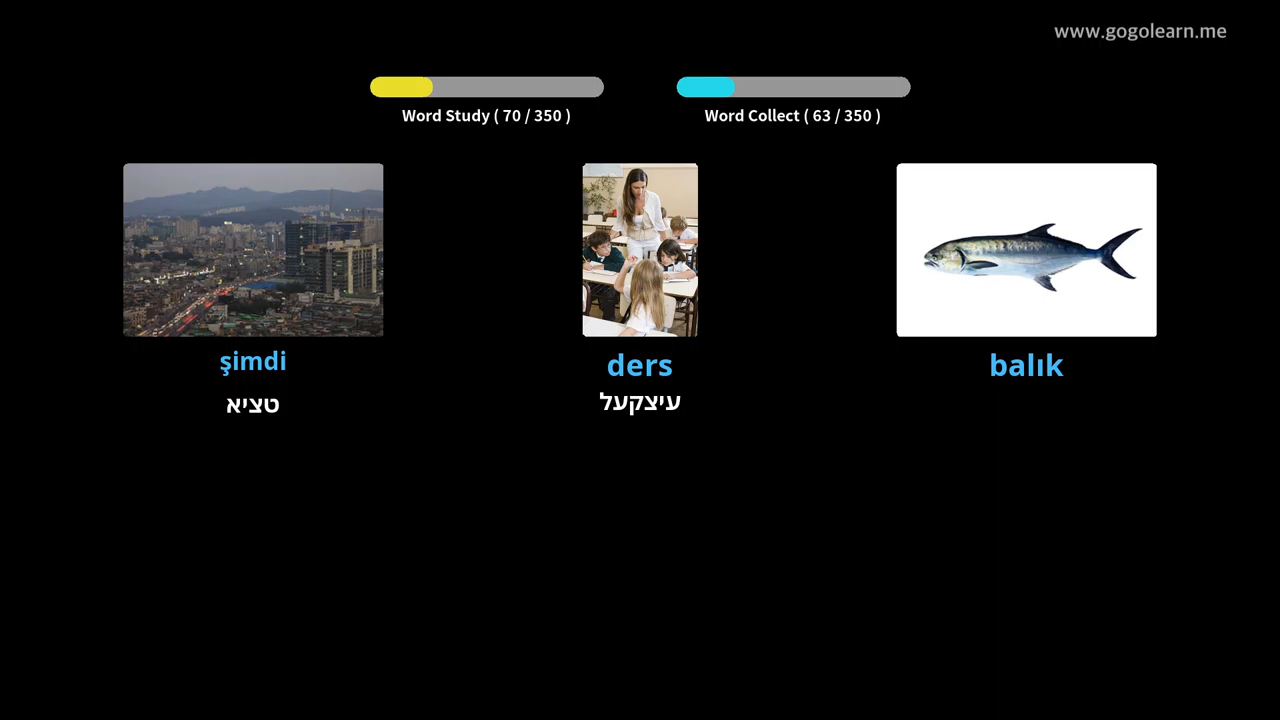 www.gogolearn.me
Word Study ( 70 / 350 )
Word Collect ( 63 / 350 )
şimdi
ders
balık
טציא
עיצקעל